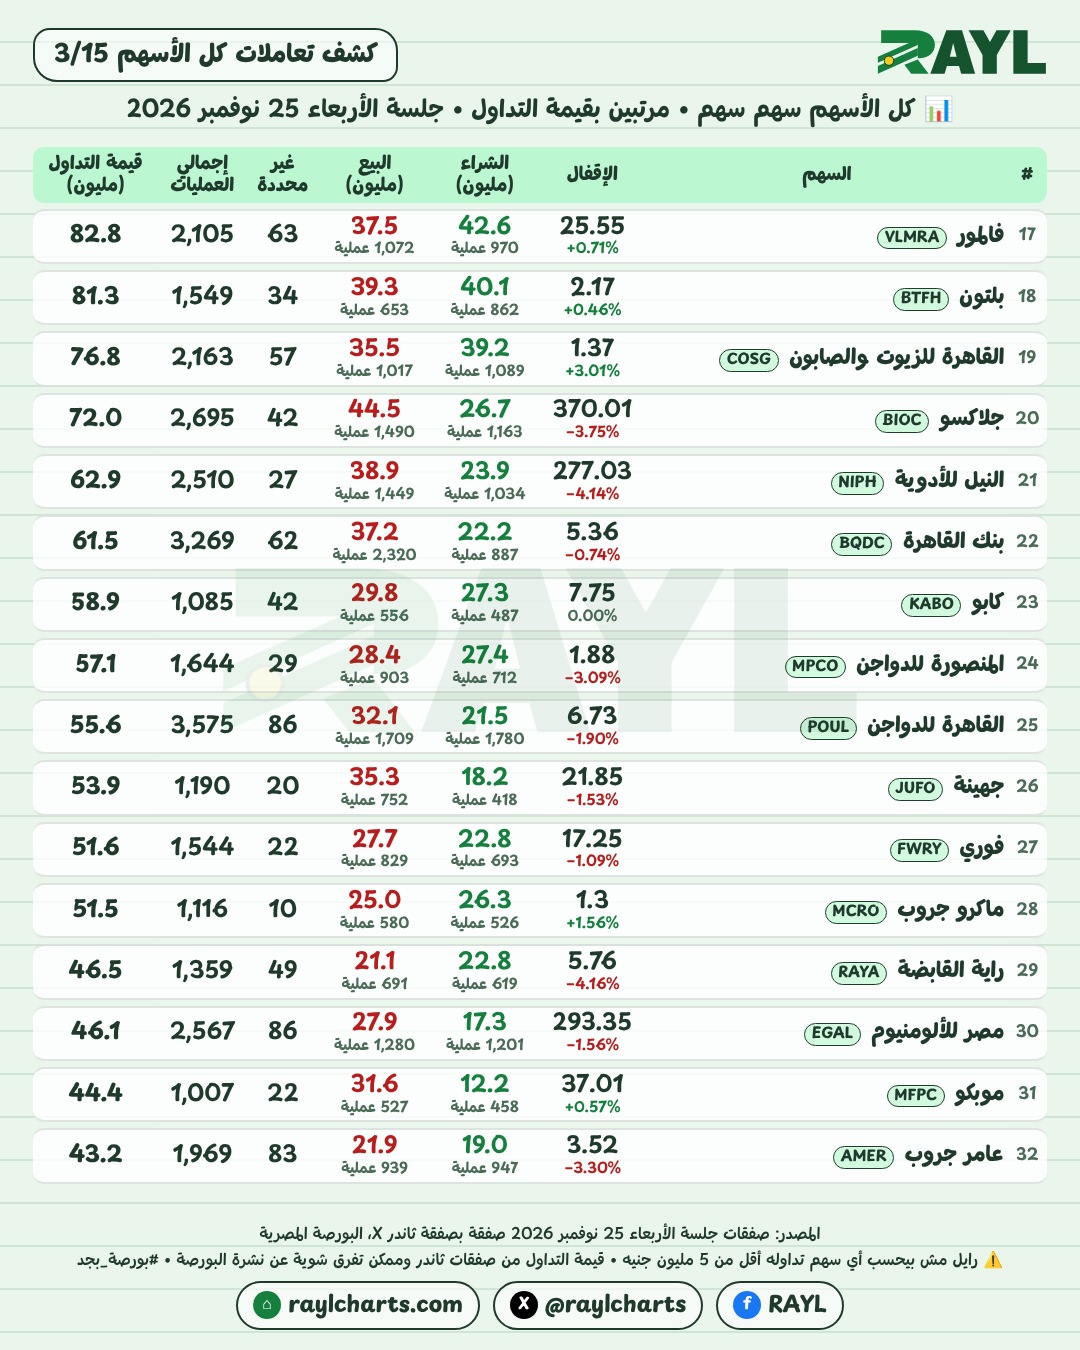 RAYL
كشف تعاملات كل الأسهم 3/15
📊 كل الأسهم سهم سهم • مرتبين بقيمة التداول • جلسة الأربعاء 25 نوفمبر 2026
# السهم الإقفال الشراء (مليون) البيع (مليون) غير محددة إجمالي العمليات قيمة التداول (مليون)
17 فالمور VLMRA 25.55 42.6 37.5 63 2,105 82.8
+0.71% 970 عملية 1,072 عملية
18 بلتون BTFH 2.17 40.1 39.3 34 1,549 81.3
+0.46% 862 عملية 653 عملية
19 القاهرة للزيوت والصابون COSG 1.37 39.2 35.5 57 2,163 76.8
+3.01% 1,089 عملية 1,017 عملية
20 جلاكسو BIOC 370.01 26.7 44.5 42 2,695 72.0
−3.75% 1,163 عملية 1,490 عملية
21 النيل للأدوية NIPH 277.03 23.9 38.9 27 2,510 62.9
−4.14% 1,034 عملية 1,449 عملية
22 بنك القاهرة BQDC 5.36 22.2 37.2 62 3,269 61.5
−0.74% 887 عملية 2,320 عملية
23 كابو KABO 7.75 27.3 29.8 42 1,085 58.9
0.00% 487 عملية 556 عملية
24 المنصورة للدواجن MPCO 1.88 27.4 28.4 29 1,644 57.1
−3.09% 712 عملية 903 عملية
25 القاهرة للدواجن POUL 6.73 21.5 32.1 86 3,575 55.6
−1.90% 1,780 عملية 1,709 عملية
26 جهينة JUFO 21.85 18.2 35.3 20 1,190 53.9
−1.53% 418 عملية 752 عملية
27 فوري FWRY 17.25 22.8 27.7 22 1,544 51.6
−1.09% 693 عملية 829 عملية
28 ماكرو جروب MCRO 1.3 26.3 25.0 10 1,116 51.5
+1.56% 526 عملية 580 عملية
29 راية القابضة RAYA 5.76 22.8 21.1 49 1,359 46.5
−4.16% 619 عملية 691 عملية
30 مصر للألومنيوم EGAL 293.35 17.3 27.9 86 2,567 46.1
−1.56% 1,201 عملية 1,280 عملية
31 موبكو MFPC 37.01 12.2 31.6 22 1,007 44.4
+0.57% 458 عملية 527 عملية
32 عامر جروب AMER 3.52 19.0 21.9 83 1,969 43.2
−3.30% 947 عملية 939 عملية
المصدر: صفقات جلسة الأربعاء 25 نوفمبر 2026 صفقة بصفقة ثاندر X، البورصة المصرية
⚠️ رايل مش بيحسب أي سهم تداوله أقل من 5 مليون جنيه • قيمة التداول من صفقات ثاندر وممكن تفرق شوية عن نشرة البورصة • #بورصة_بجد
RAYL @raylcharts raylcharts.com